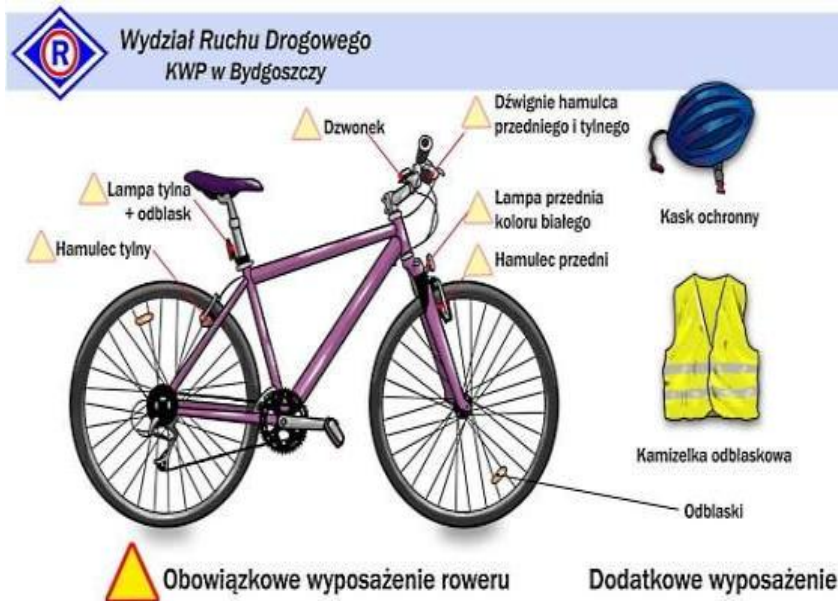 R
Wydział Ruchu Drogowego
KWP w Bydgoszczy
Dzwonek
Dźwignie hamulca
przedniego i tylnego
Lampa tylna
+ odblask
Lampa przednia
koloru białego
Kask ochronny
Hamulec tylny
Hamulec przedni
Kamizelka odblaskowa
Odblaski
Obowiązkowe wyposażenie roweru
Dodatkowe wyposażenie